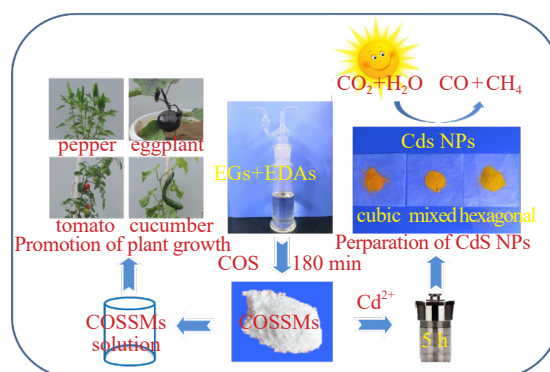 pepper eggplant
tomato cucumber
Promotion of plant growth
COSSMs
solution
EGs+EDAs
COS 180 min
COSSMs
Cd²⁺
CO₂+H₂O CO+CH₄
Cds NPs
cubic mixed hexagonal
Perparation of CdS NPs
5 h